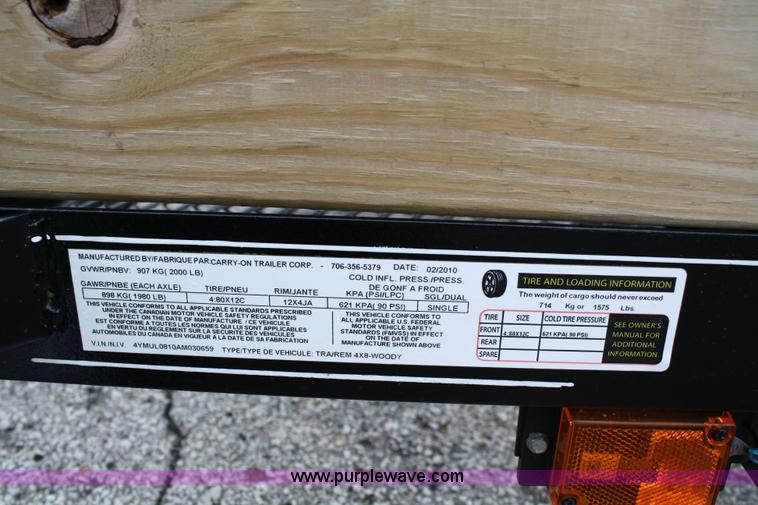 MANUFACTURED BY/FABRIQUE PAR:CARRY-ON TRAILER CORP. - 706-356-5379 DATE: 02/2010
GVWR/PNBV: 907 KG( 2000 LB)
COLD INFL. PRESS./PRESS.
DE GONF A FROID
GAWR/PNBE (EACH AXLE) TIRE/PNEU RIM/JANTE KPA (PSI/LPC) SGL/DUAL
898 KG( 1980 LB) 4:80X12C 12X4JA 621 KPA( 90 PSI) SINGLE
THIS VEHICLE CONFORMS TO ALL APPLICABLE STANDARDS PRESCRIBED
UNDER THE CANADIAN MOTOR VEHICLE SAFETY REGULATIONS
IN EFFECT ON THE DATE OF MANUFACTURE / CE VÉHICULE
EST CONFORME A TOUTES LES NORMES QUI LUI SONT APPLICABLES
EN VERTU DU RÈGLEMENT SUR LA SECURITE DES VÉHICULES
AUTOMOBILES DU CANADA EN VIGUEUR A LA DATE DE SA FABRICATION
THIS VEHICLE CONFORMS TO
ALL APPLICABLE U.S. FEDERAL
MOTOR VEHICLE SAFETY
STANDARDS (FMVSS) IN EFFECT
ON THE DATE OF
MANUFACTURE SHOWN ABOVE
V.I.N/N.I.V. 4YMUL0810AM030659 TYPE/TYPE DE VEHICULE: TRA/REM 4X8-WOODY
TIRE AND LOADING INFORMATION
The weight of cargo should never exceed
714 Kg or 1575 Lbs.
TIRE SIZE COLD TIRE PRESSURE
FRONT 4:80X12C 621 KPA( 90 PSI)
REAR
SPARE
SEE OWNER'S
MANUAL FOR
ADDITIONAL
INFORMATION
www.purplewave.com